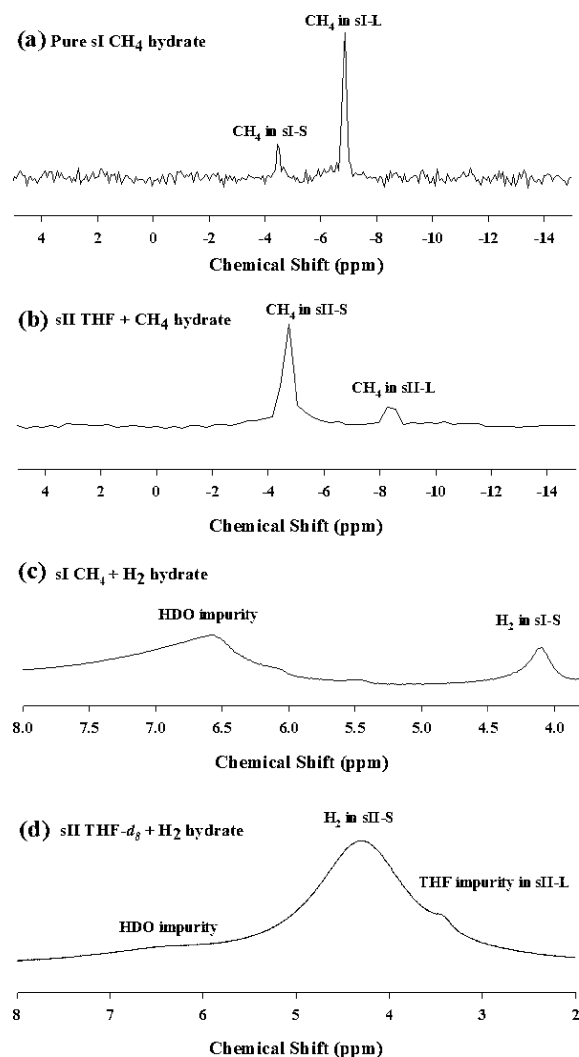 (a) Pure sI CH₄ hydrate
CH₄ in sI-L
CH₄ in sI-S
4 2 0 -2 -4 -6 -8 -10 -12 -14
Chemical Shift (ppm)
(b) sII THF + CH₄ hydrate
CH₄ in sII-S
CH₄ in sII-L
4 2 0 -2 -4 -6 -8 -10 -12 -14
Chemical Shift (ppm)
(c) sI CH₄ + H₂ hydrate
HDO impurity
H₂ in sI-S
8.0 7.5 7.0 6.5 6.0 5.5 5.0 4.5 4.0
Chemical Shift (ppm)
(d) sII THF-d₈ + H₂ hydrate
H₂ in sII-S
THF impurity in sII-L
HDO impurity
8 6 4 3 2
Chemical Shift (ppm)